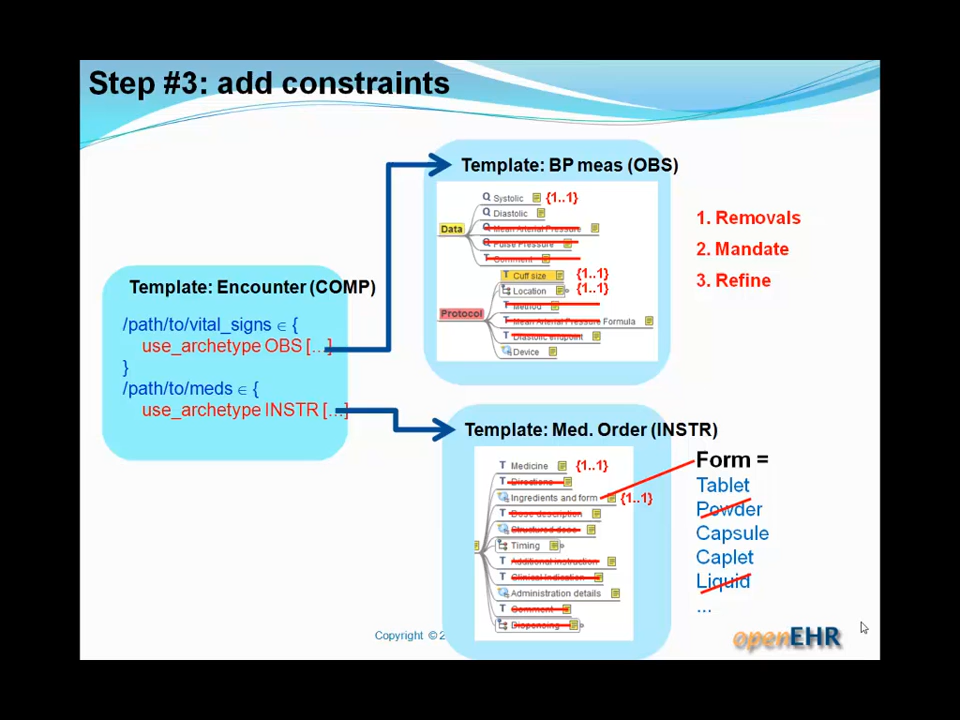 Step #3: add constraints
Template: BP meas (OBS)
Systolic {1..1}
Diastolic
Data
Mean Arterial Pressure
Pulse Pressure
Comment
Cuff size {1..1}
Location {1..1}
Method
Protocol
Mean Arterial Pressure Formula
Diastolic endpoint
Device
1. Removals
2. Mandate
3. Refine
Template: Encounter (COMP)
/path/to/vital_signs ∈ {
use_archetype OBS [...]
}
/path/to/meds ∈ {
use_archetype INSTR [...]
Template: Med. Order (INSTR)
Medicine {1..1}
Directions
Ingredients and form {1..1}
Dose description
Structured dose
Timing
Additional instruction
Clinical indication
Administration details
Comment
Dispensing
Form =
Tablet
Powder
Capsule
Caplet
Liquid
...
Copyright © 2
openEHR